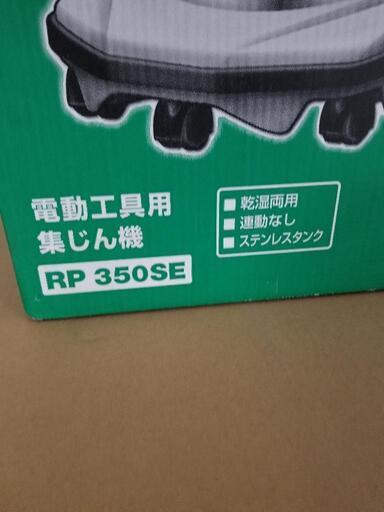 電動工具用
集じん機
RP 350SE
■乾湿両用
■連動なし
■ステンレスタンク